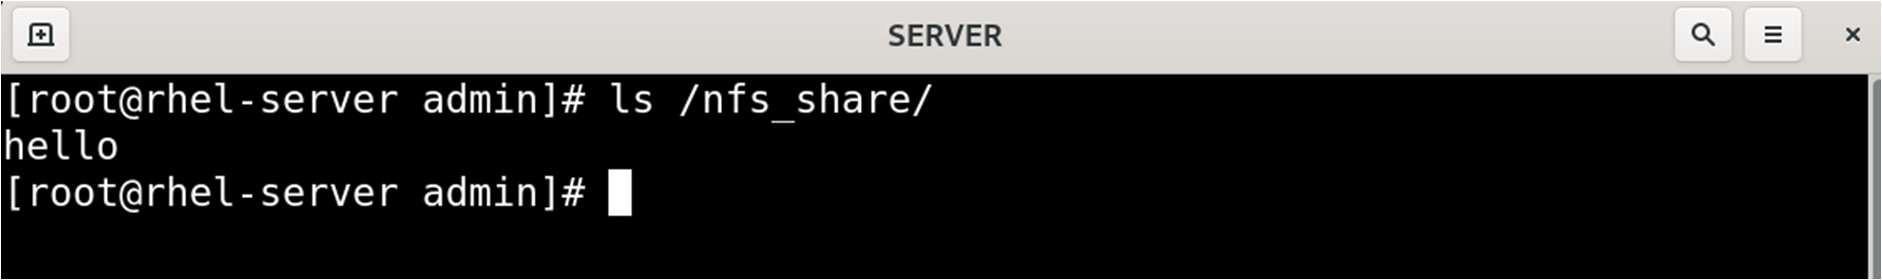 SERVER
[root@rhel-server admin]# ls /nfs_share/
hello
[root@rhel-server admin]#